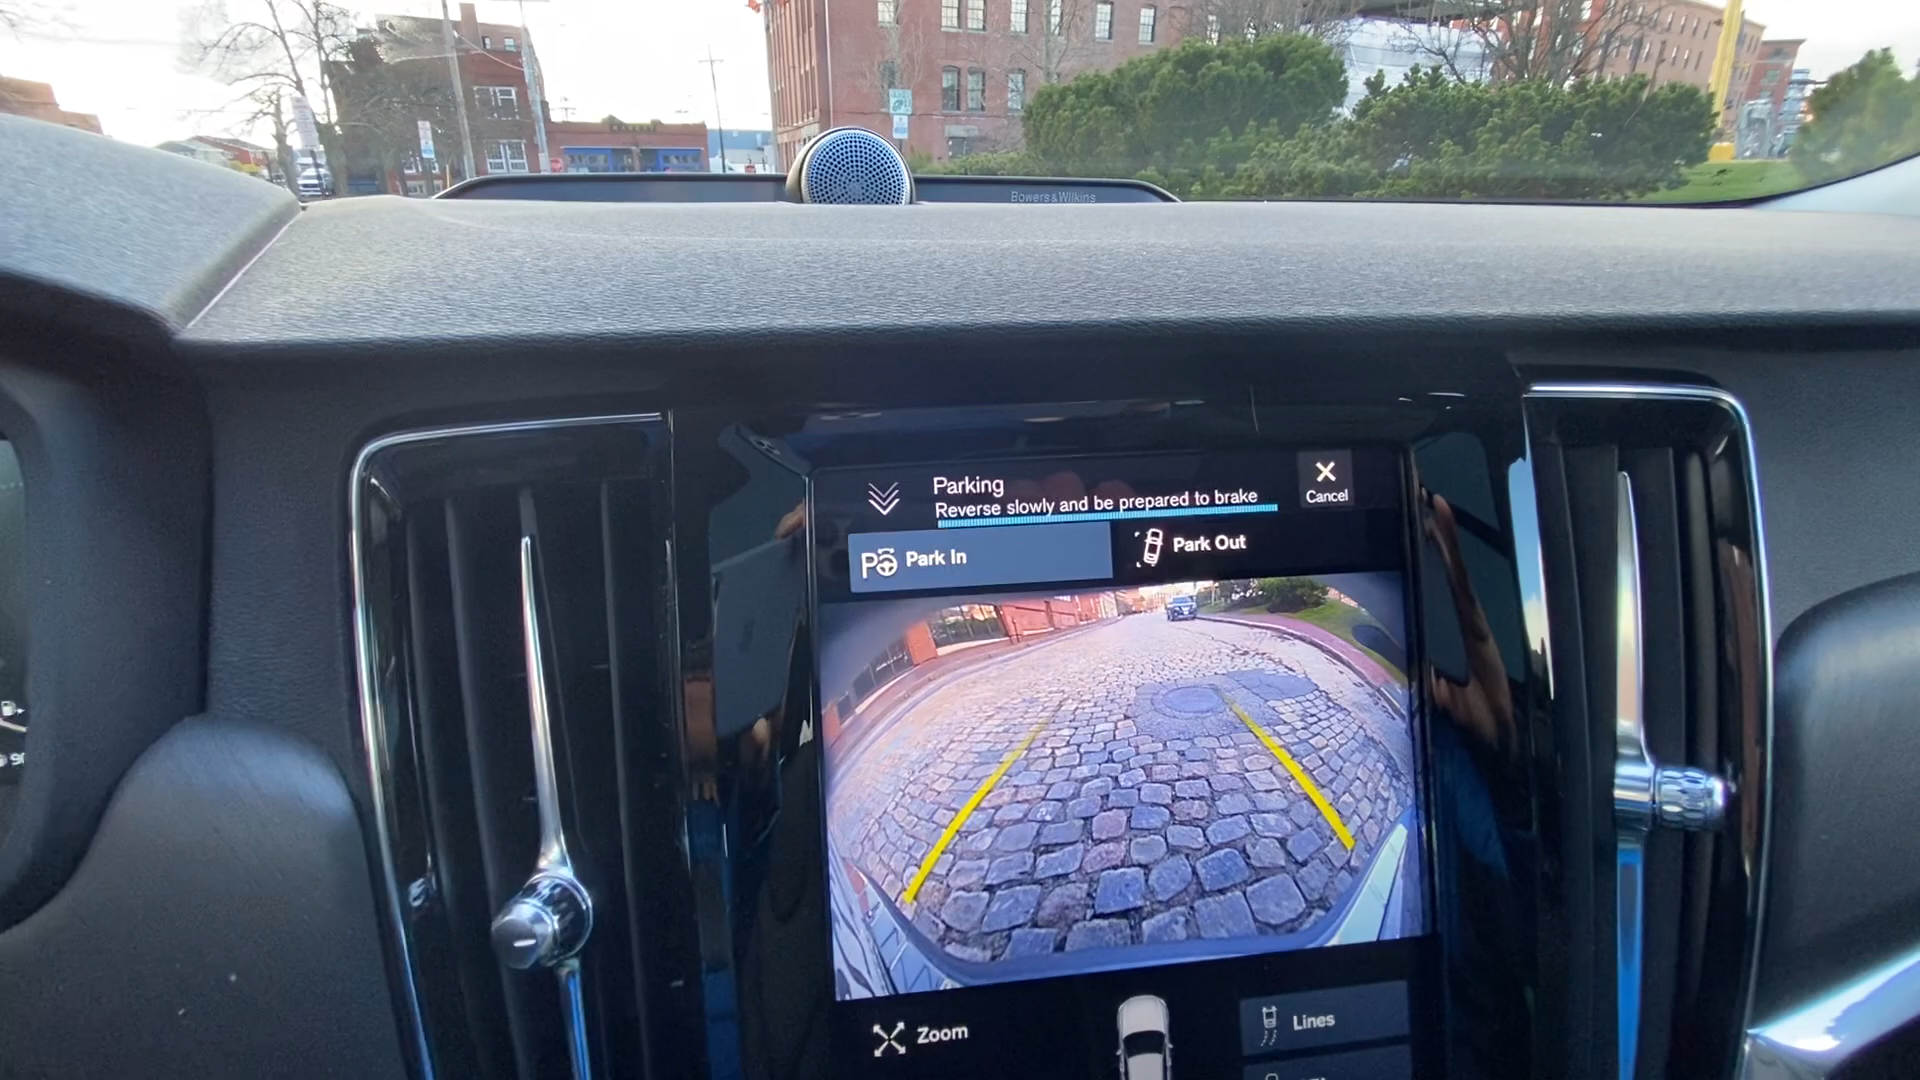 Bowers & Wilkins
Parking
Reverse slowly and be prepared to brake
Cancel
Park In
Park Out
Zoom
Lines